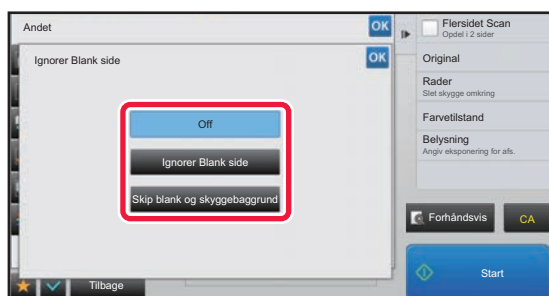 Andet
OK
Ignorer Blank side
OK
Off
Ignorer Blank side
Skip blank og skyggebaggrund
Tilbage
Flersidet Scan
Opdel i 2 sider
Original
Rader
Slet skygge omkring
Farvetilstand
Belysning
Angiv eksponering for afs.
Forhåndsvis
CA
Start